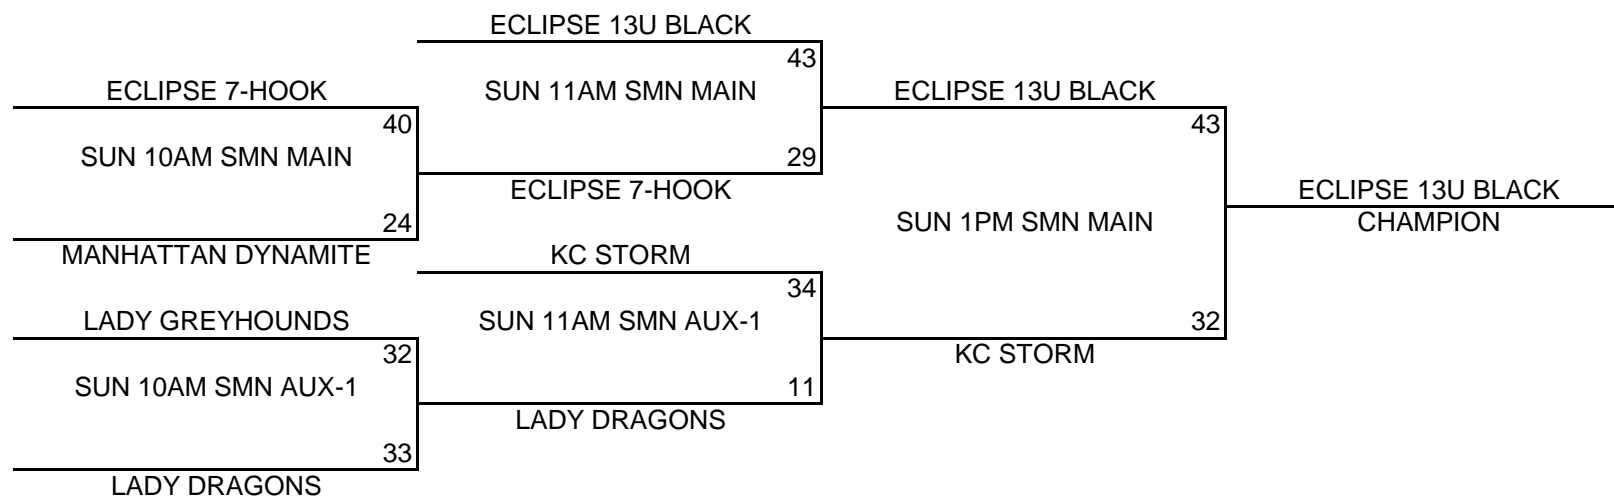 ECLIPSE 13U BLACK
43
ECLIPSE 7-HOOK
SUN 11AM SMN MAIN
ECLIPSE 13U BLACK
40
43
SUN 10AM SMN MAIN
29
ECLIPSE 7-HOOK
ECLIPSE 13U BLACK
24
SUN 1PM SMN MAIN
CHAMPION
MANHATTAN DYNAMITE
KC STORM
34
LADY GREYHOUNDS
SUN 11AM SMN AUX-1
32
32
KC STORM
SUN 10AM SMN AUX-1
11
LADY DRAGONS
33
LADY DRAGONS